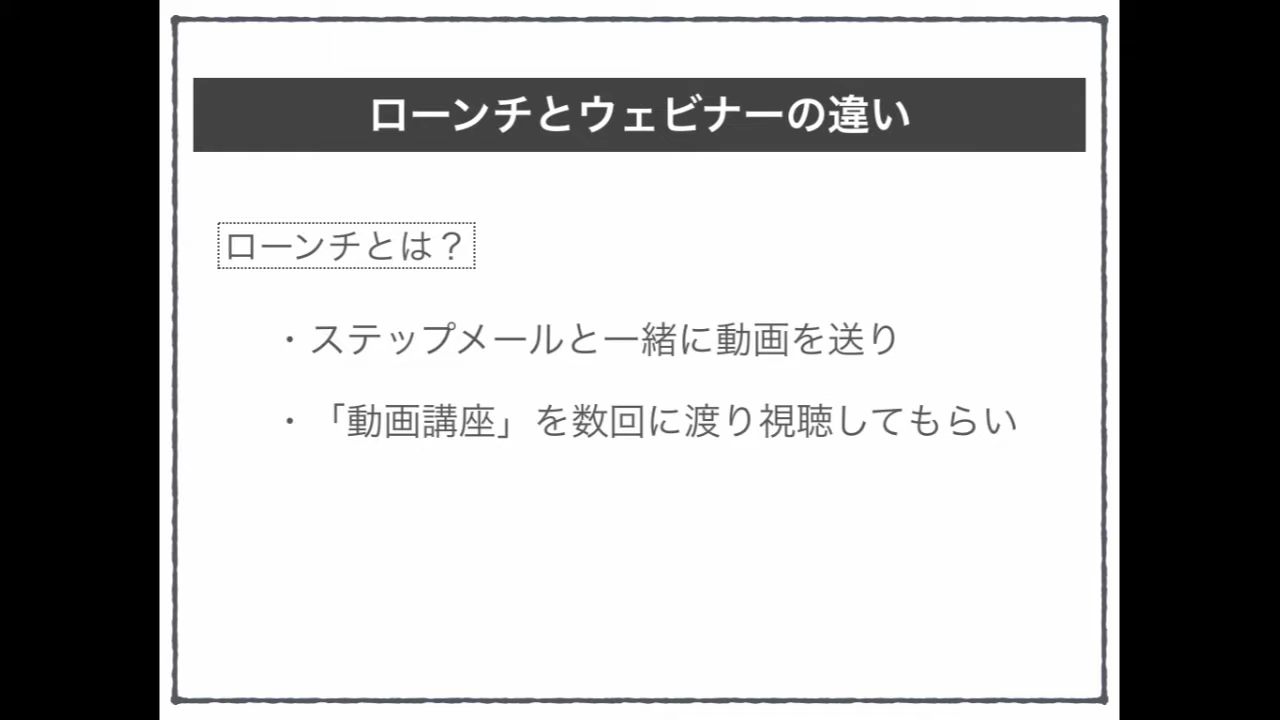 ローンチとウェビナーの違い
ローンチとは？
・ステップメールと一緒に動画を送り
・「動画講座」を数回に渡り視聴してもらい